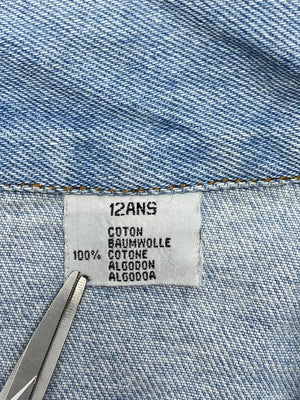 12ANS
COTON
BAUMWOLLE
100% COTONE
ALGODON
ALGODOA